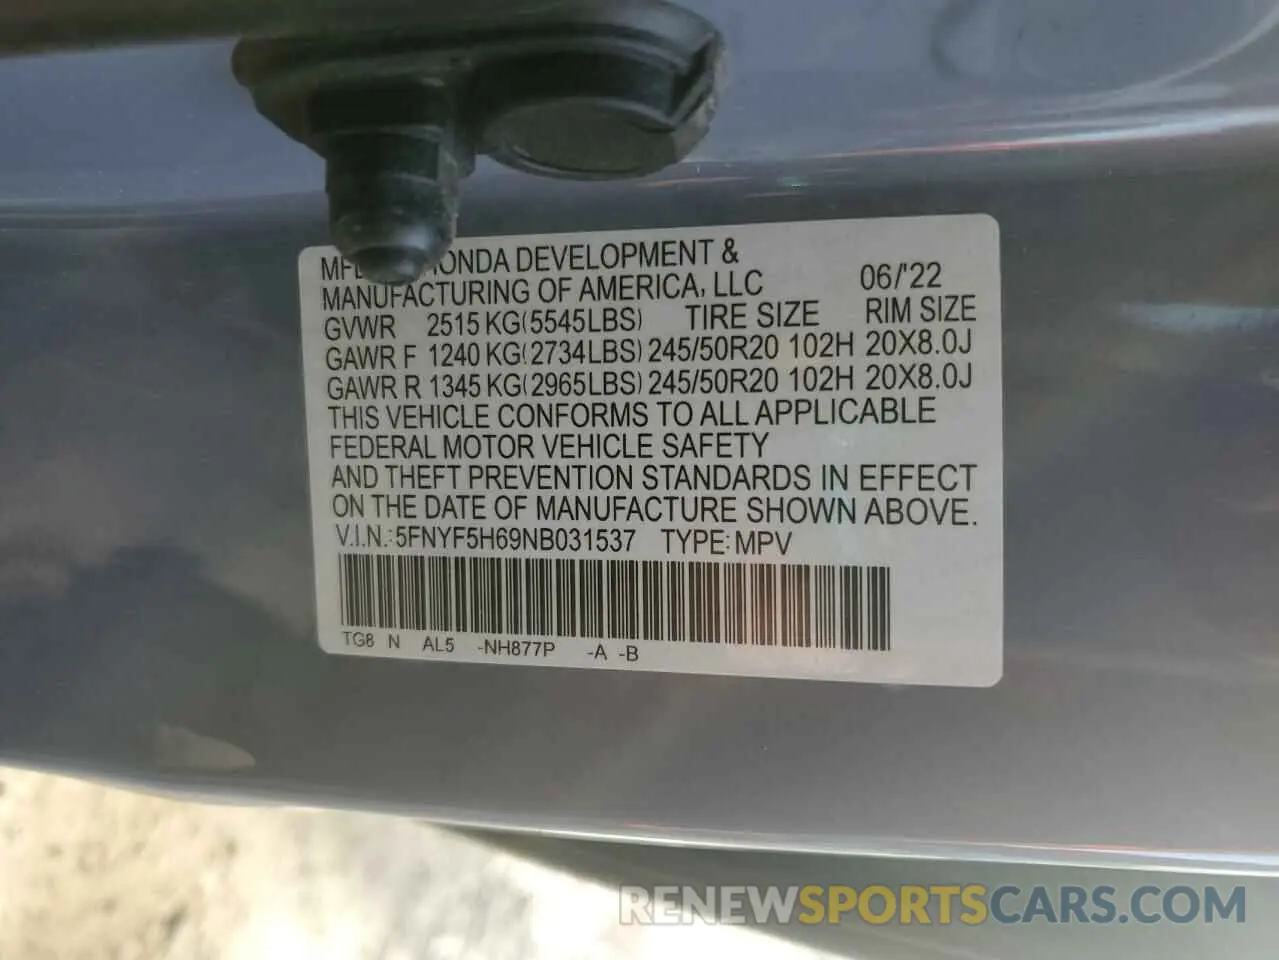 HONDA DEVELOPMENT &
MANUFACTURING OF AMERICA, LLC 06/'22
GVWR 2515 KG(5545LBS) TIRE SIZE RIM SIZE
GAWR F 1240 KG(2734LBS) 245/50R20 102H 20X8.0J
GAWR R 1345 KG(2965LBS) 245/50R20 102H 20X8.0J
THIS VEHICLE CONFORMS TO ALL APPLICABLE
FEDERAL MOTOR VEHICLE SAFETY
AND THEFT PREVENTION STANDARDS IN EFFECT
ON THE DATE OF MANUFACTURE SHOWN ABOVE.
V.I.N.:5FNYF5H69NB031537 TYPE:MPV
TG8 N AL5 -NH877P -A -B
RENEWSPORTSCARS.COM